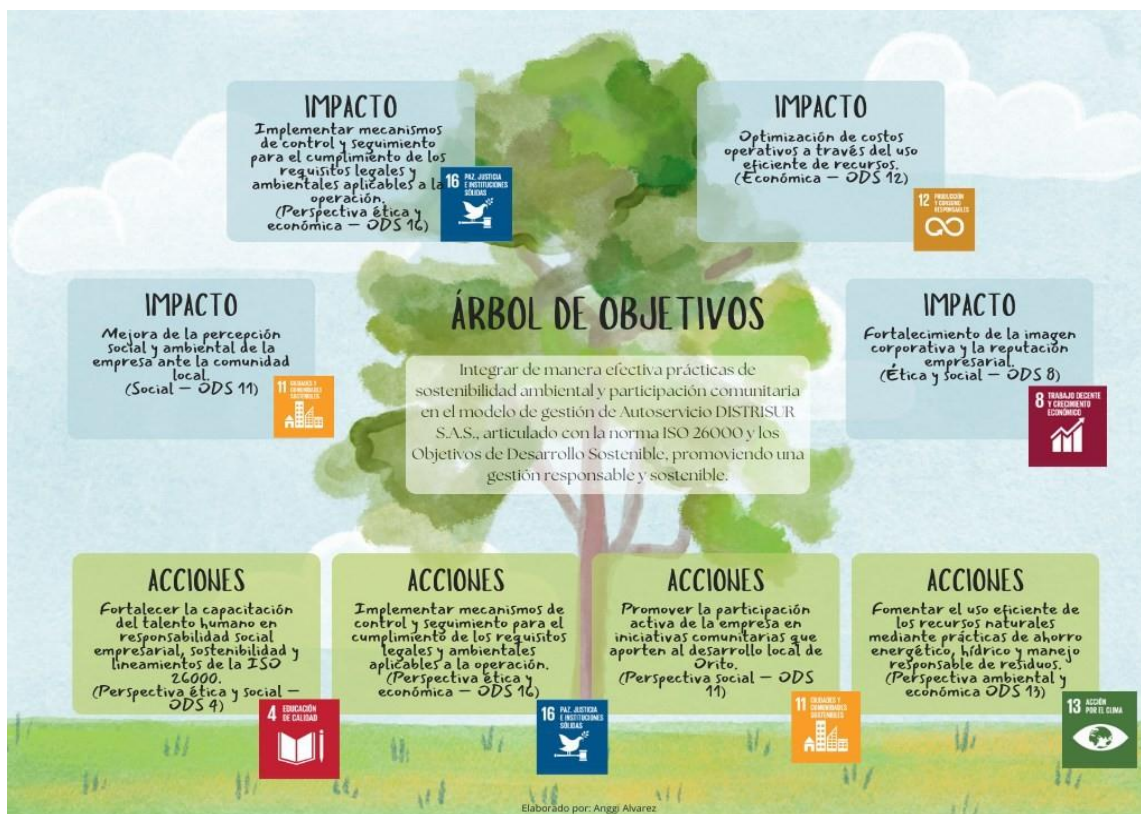 IMPACTO
Implementar mecanismos
de control y seguimiento
para el cumplimiento de los
requisitos legales y
ambientales aplicables a la
operación.
(Perspectiva ética y
económica – ODS 16)
16 PAZ, JUSTICIA
E INSTITUCIONES
SÓLIDAS
IMPACTO
Optimización de costos
operativos a través del uso
eficiente de recursos.
(Económica – ODS 12)
12 PRODUCCIÓN
Y CONSUMO
RESPONSABLES
IMPACTO
Mejora de la percepción
social y ambiental de la
empresa ante la comunidad
local.
(Social – ODS 11)
11 CIUDADES Y
COMUNIDADES
SOSTENIBLES
ÁRBOL DE OBJETIVOS
Integrar de manera efectiva prácticas de
sostenibilidad ambiental y participación comunitaria
en el modelo de gestión de Autoservicio DISTRISUR
S.A.S., articulado con la norma ISO 26000 y los
Objetivos de Desarrollo Sostenible, promoviendo una
gestión responsable y sostenible.
IMPACTO
Fortalecimiento de la imagen
corporativa y la reputación
empresarial.
(Ética y social – ODS 8)
8 TRABAJO DECENTE
Y CRECIMIENTO
ECONÓMICO
ACCIONES
Fortalecer la capacitación
del talento humano en
responsabilidad social
empresarial, sostenibilidad y
lineamientos de la ISO
26000.
(Perspectiva ética y social –
ODS 4)
4 EDUCACIÓN
DE CALIDAD
ACCIONES
Implementar mecanismos de
control y seguimiento para el
cumplimiento de los requisitos
legales y ambientales
aplicables a la operación.
(Perspectiva ética y
económica – ODS 16)
16 PAZ, JUSTICIA
E INSTITUCIONES
SÓLIDAS
ACCIONES
Promover la participación
activa de la empresa en
iniciativas comunitarias que
aporten al desarrollo local de
Orito.
(Perspectiva social – ODS
11)
11 CIUDADES Y
COMUNIDADES
SOSTENIBLES
ACCIONES
Fomentar el uso eficiente de
los recursos naturales
mediante prácticas de ahorro
energético, hídrico y manejo
responsable de residuos.
(Perspectiva ambiental y
económica ODS 13)
13 ACCIÓN
POR EL CLIMA
Elaborado por: Anggi Alvarez